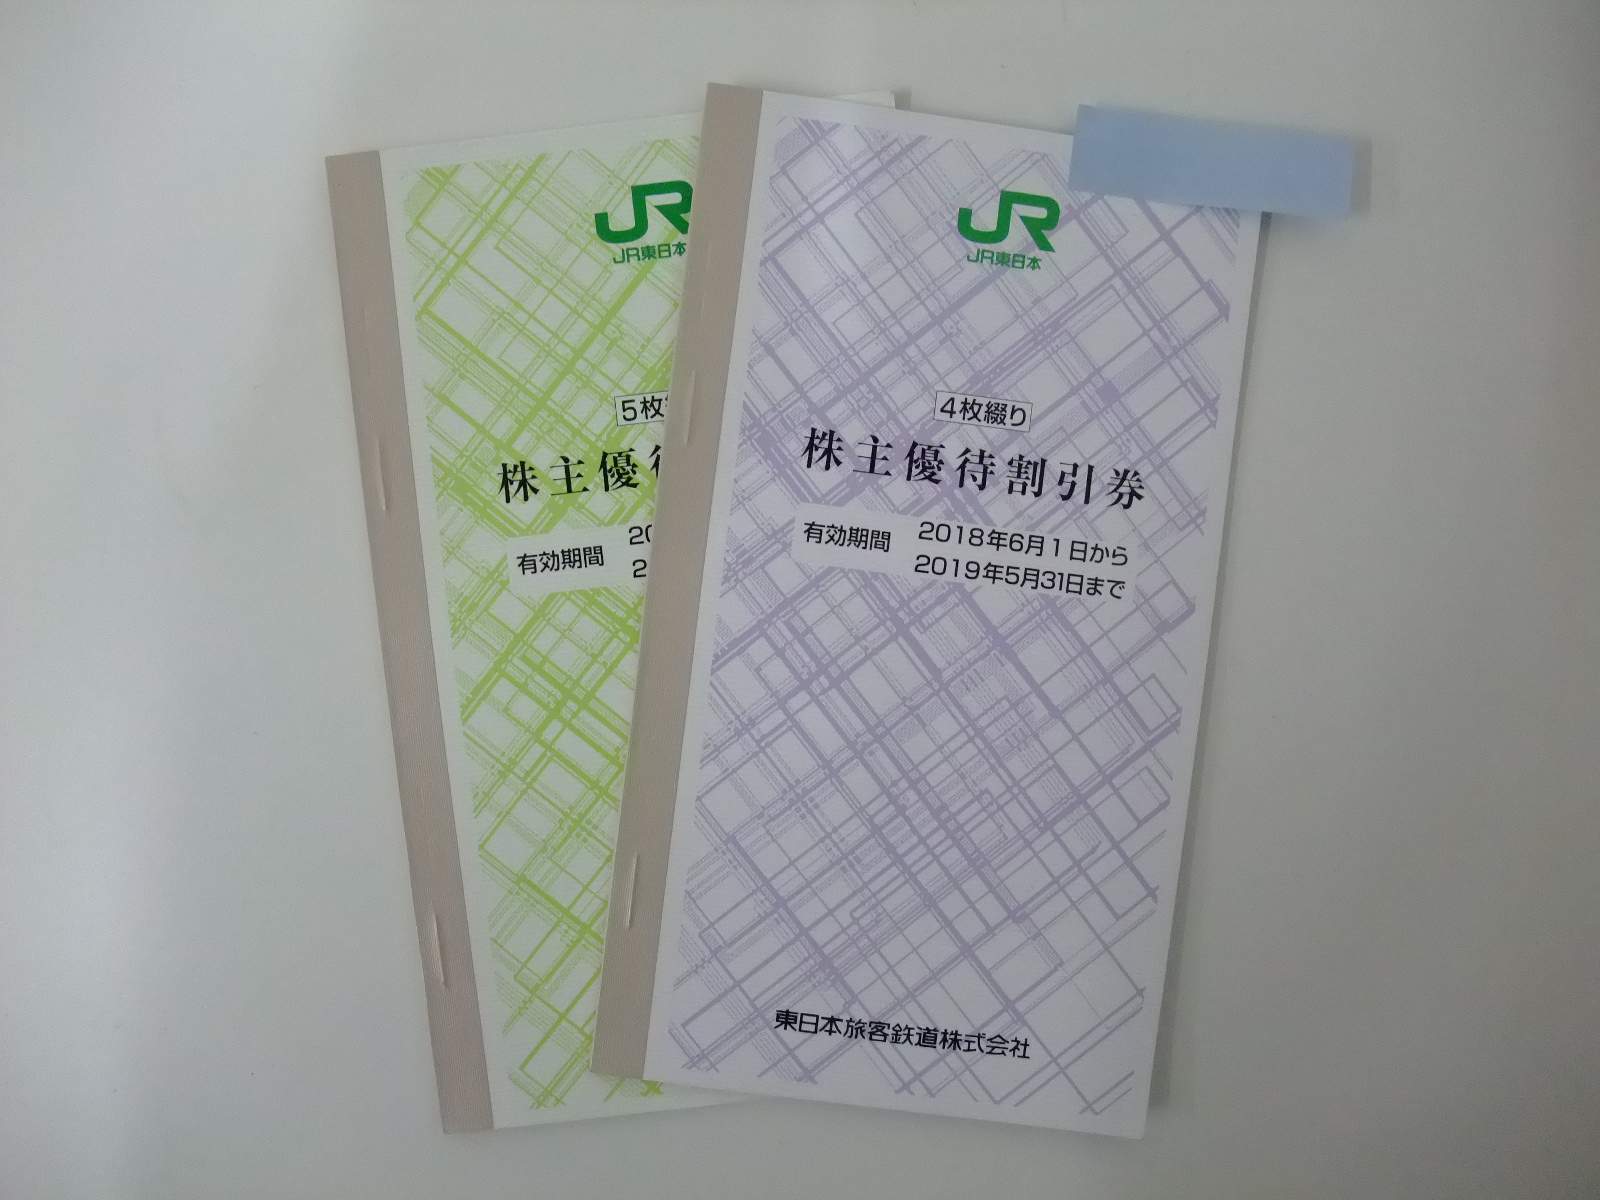 JR
JR東日本
5枚
株主優
有効期間
20
2
JR
JR東日本
4枚綴り
株主優待割引券
有効期間
2018年6月1日から
2019年5月31日まで
東日本旅客鉄道株式会社